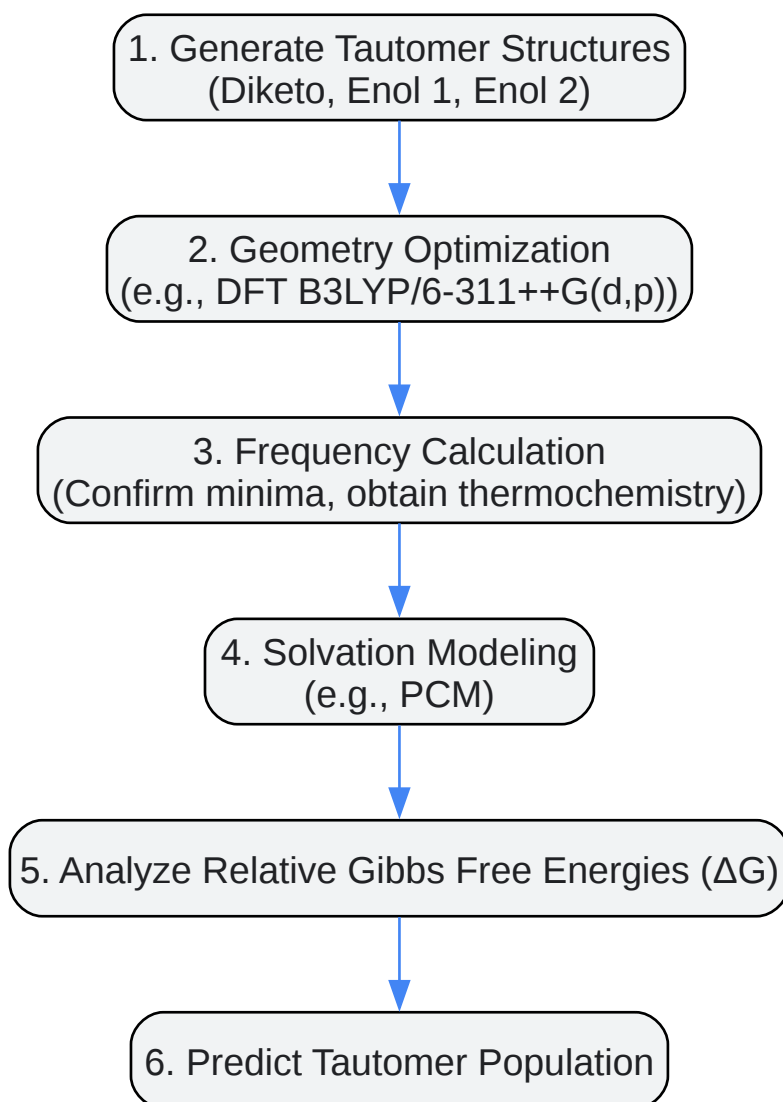 1. Generate Tautomer Structures
(Diketo, Enol 1, Enol 2)
2. Geometry Optimization
(e.g., DFT B3LYP/6-311++G(d,p))
3. Frequency Calculation
(Confirm minima, obtain thermochemistry)
4. Solvation Modeling
(e.g., PCM)
5. Analyze Relative Gibbs Free Energies (ΔG)
6. Predict Tautomer Population